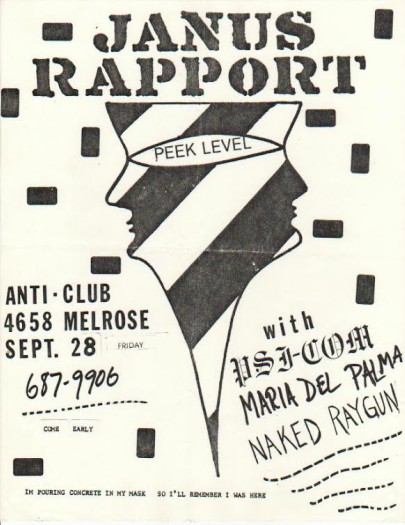 JANUS
RAPPORT
PEEK LEVEL
ANTI·CLUB
4658 MELROSE
SEPT. 28 FRIDAY
687-9906
COME EARLY
with
PSI-COM
MARIA DEL PALMA
NAKED RAYGUN
IM POURING CONCRETE IN MY MASK SO I'LL REMEMBER I WAS HERE